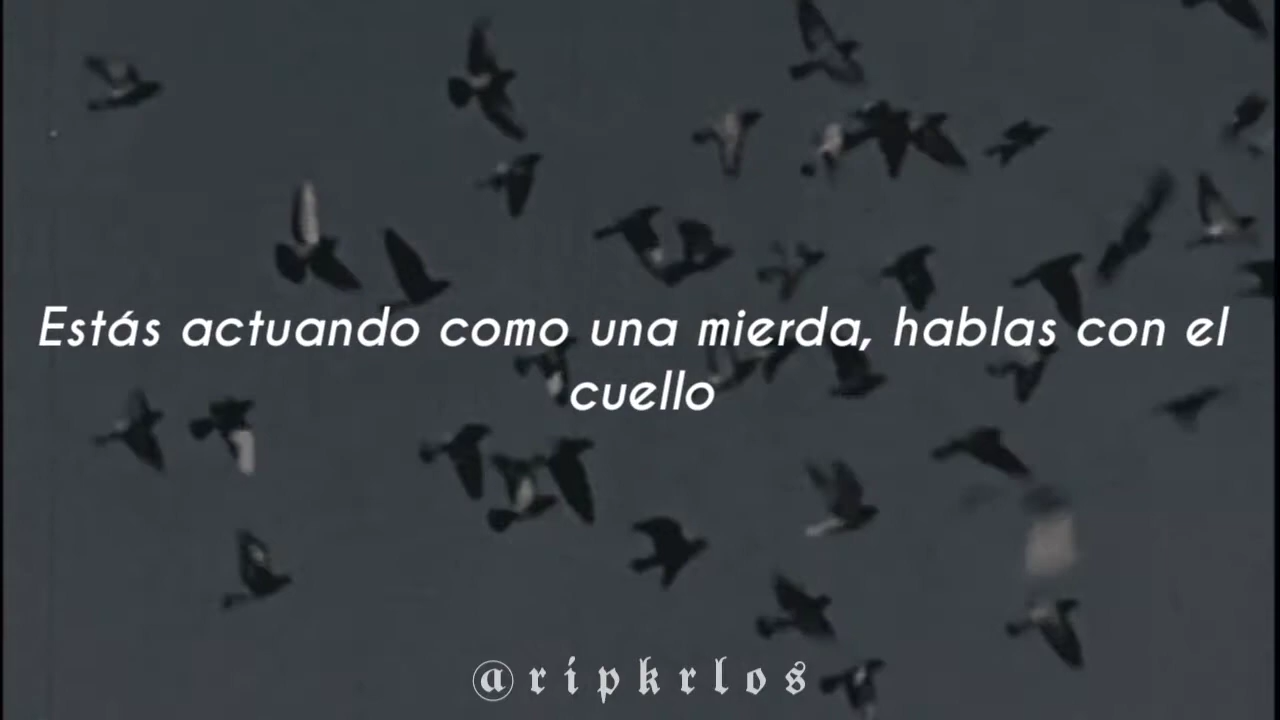 Estás actuando como una mierda, hablas con el
cuello
@ripkrlos